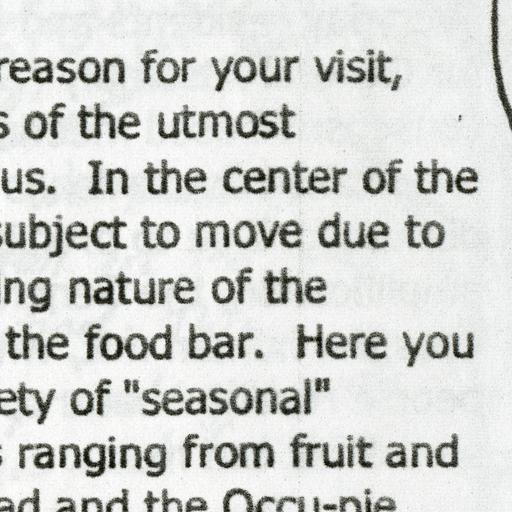 reason for your visit,
s of the utmost
us. In the center of the
subject to move due to
ing nature of the
the food bar. Here you
ety of "seasonal"
s ranging from fruit and
ad and the Occu-pie